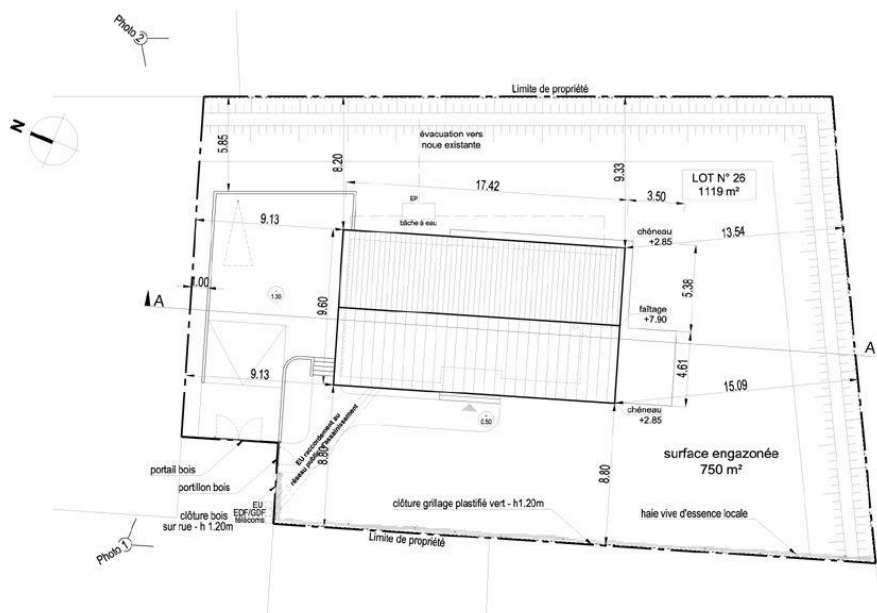 Photo 2
N
Limite de propriété
5.85
8.20
évacuation vers
noue existante
9.33
LOT N° 26
1119 m²
17.42
3.50
EP
bâche à eau
9.13
13.54
chéneau
+2.85
1.00
A
1.30
9.60
5.38
faîtage
+7.90
A
9.13
4.61
15.09
chéneau
+2.85
0.50
EU raccordement au
réseau public d'assainissement
8.80
8.80
surface engazonée
750 m²
portail bois
portillon bois
clôture bois
sur rue - h 1.20m
EU
EDF/GDF
télécoms
clôture grillage plastifié vert - h1.20m
haie vive d'essence locale
Limite de propriété
Photo 1